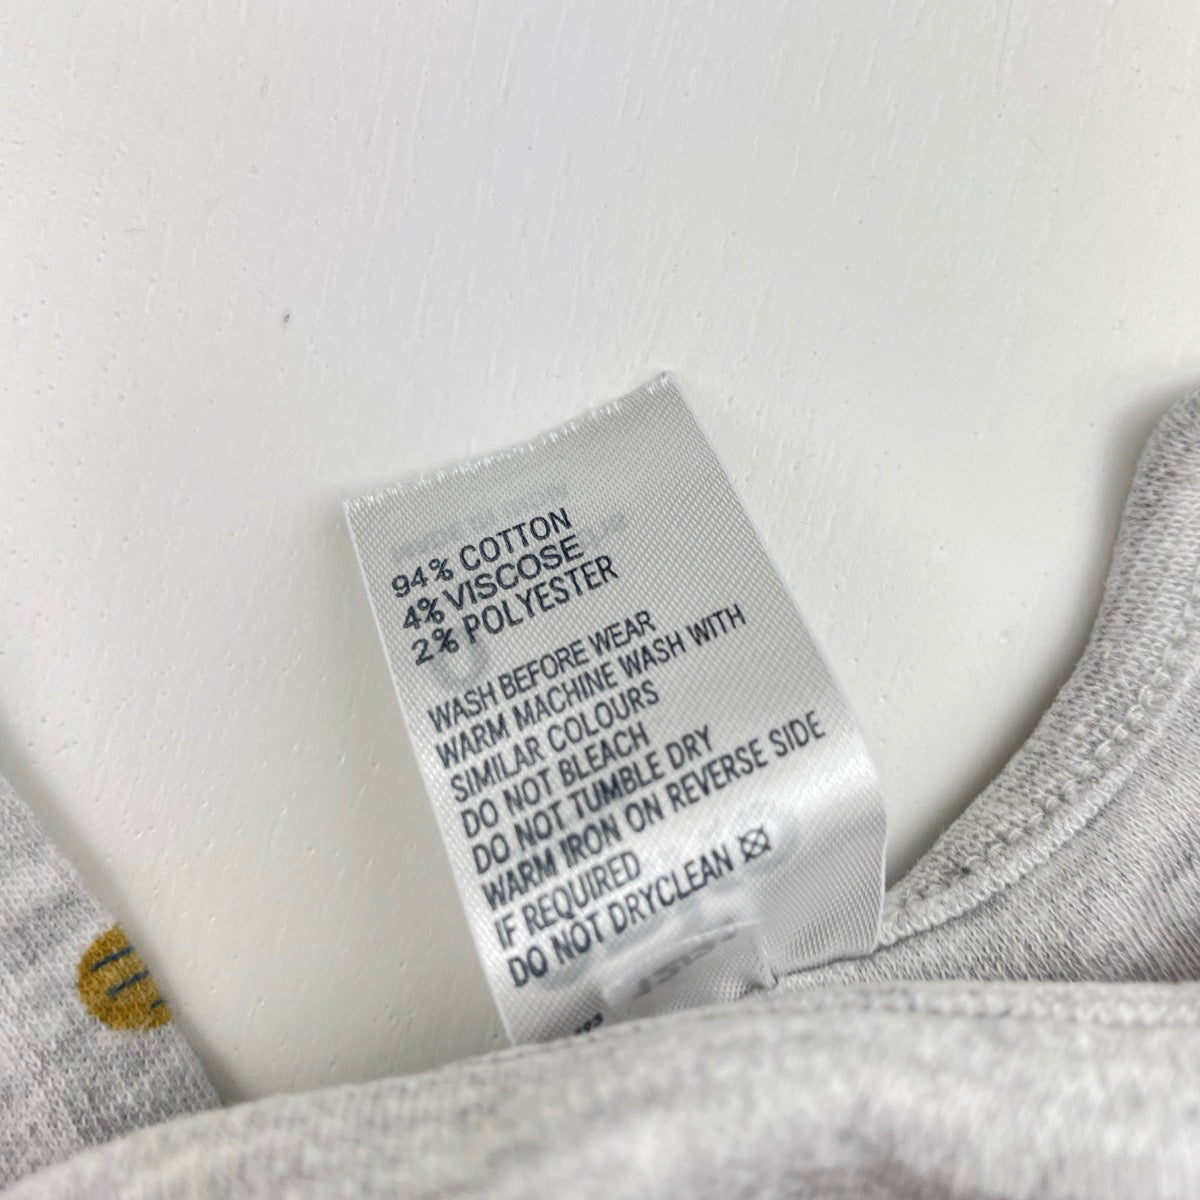 94% COTTON
4% VISCOSE
2% POLYESTER
WASH BEFORE WEAR
WARM MACHINE WASH WITH
SIMILAR COLOURS
DO NOT BLEACH
DO NOT TUMBLE DRY
WARM IRON ON REVERSE SIDE
IF REQUIRED
DO NOT DRYCLEAN